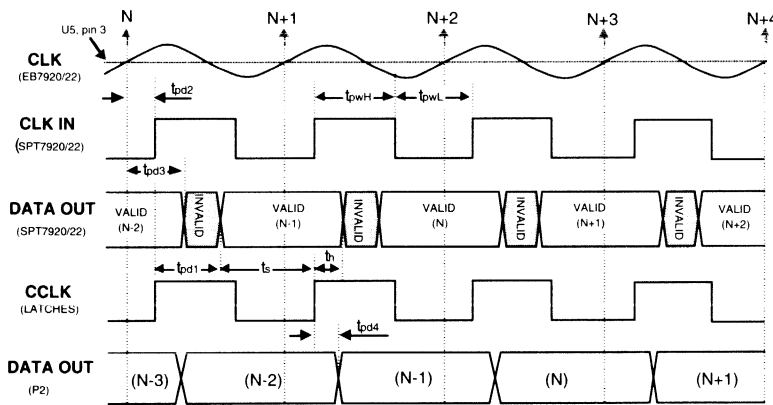 N N+1 N+2 N+3 N+4
U5, pin 3
CLK
(EB7920/22)
tpd2 tpwH tpwL
CLK IN
(SPT7920/22)
tpd3
DATA OUT
(SPT7920/22)
VALID
(N-2)
INVALID
VALID
(N-1)
INVALID
VALID
(N)
INVALID
VALID
(N+1)
INVALID
VALID
(N+2)
tpd1 ts th
CCLK
(LATCHES)
tpd4
DATA OUT
(P2)
(N-3) (N-2) (N-1) (N) (N+1)